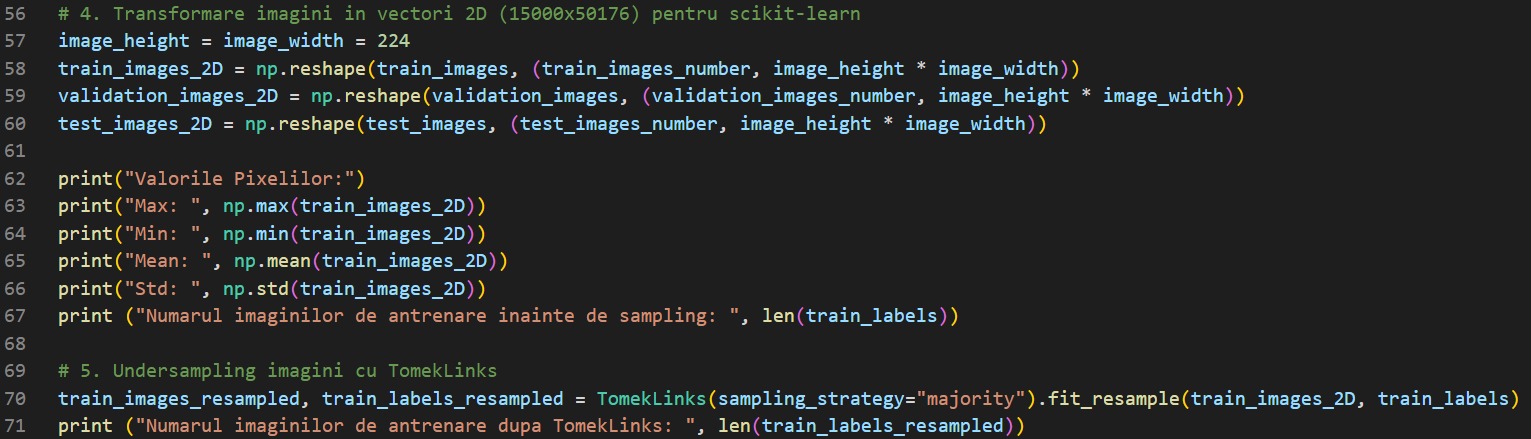 56 # 4. Transformare imagini in vectori 2D (15000x50176) pentru scikit-learn
57 image_height = image_width = 224
58 train_images_2D = np.reshape(train_images, (train_images_number, image_height * image_width))
59 validation_images_2D = np.reshape(validation_images, (validation_images_number, image_height * image_width))
60 test_images_2D = np.reshape(test_images, (test_images_number, image_height * image_width))
61
62 print("Valorile Pixelilor:")
63 print("Max: ", np.max(train_images_2D))
64 print("Min: ", np.min(train_images_2D))
65 print("Mean: ", np.mean(train_images_2D))
66 print("Std: ", np.std(train_images_2D))
67 print ("Numarul imaginilor de antrenare inainte de sampling: ", len(train_labels))
68
69 # 5. Undersampling imagini cu TomekLinks
70 train_images_resampled, train_labels_resampled = TomekLinks(sampling_strategy="majority").fit_resample(train_images_2D, train_labels)
71 print ("Numarul imaginilor de antrenare dupa TomekLinks: ", len(train_labels_resampled))